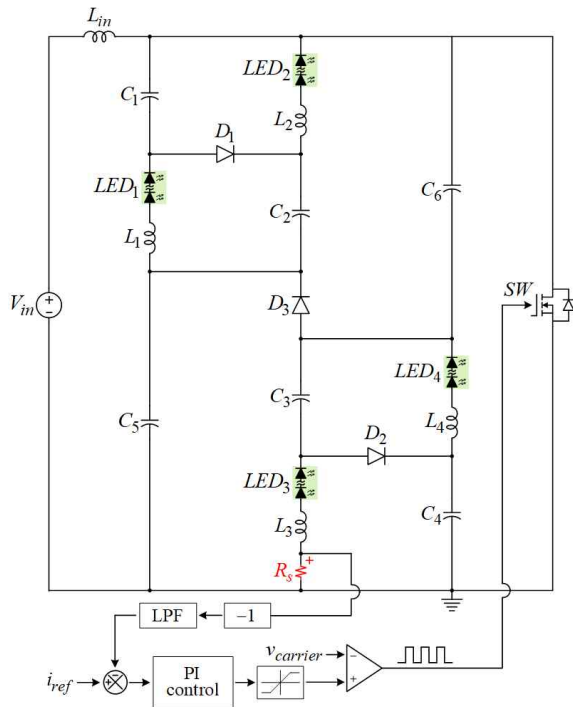 L_in
LED_2
C_1
L_2
D_1
LED_1
C_2
C_6
L_1
V_in
D_3
SW
LED_4
C_3
C_5
L_4
D_2
LED_3
C_4
L_3
+
R_s
LPF
−1
v_carrier
i_ref
PI
control